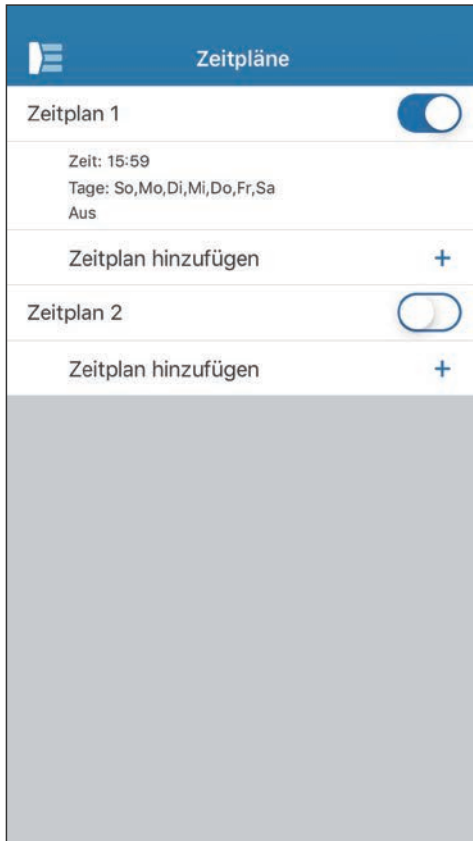 Zeitpläne
Zeitplan 1
Zeit: 15:59
Tage: So,Mo,Di,Mi,Do,Fr,Sa
Aus
Zeitplan hinzufügen +
Zeitplan 2
Zeitplan hinzufügen +